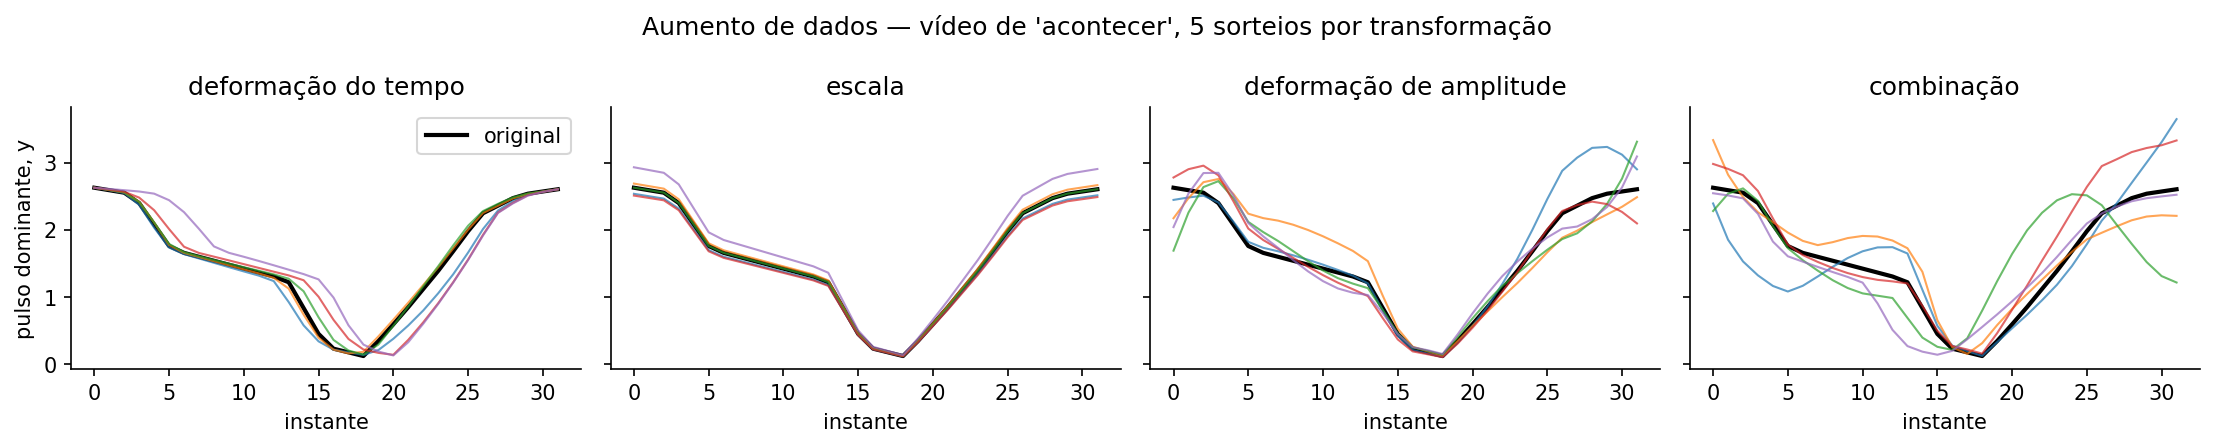 Aumento de dados — vídeo de 'acontecer', 5 sorteios por transformação
deformação do tempo
escala
deformação de amplitude
combinação
original
pulso dominante, y
3
2
1
0
0 5 10 15 20 25 30
0 5 10 15 20 25 30
0 5 10 15 20 25 30
0 5 10 15 20 25 30
instante
instante
instante
instante